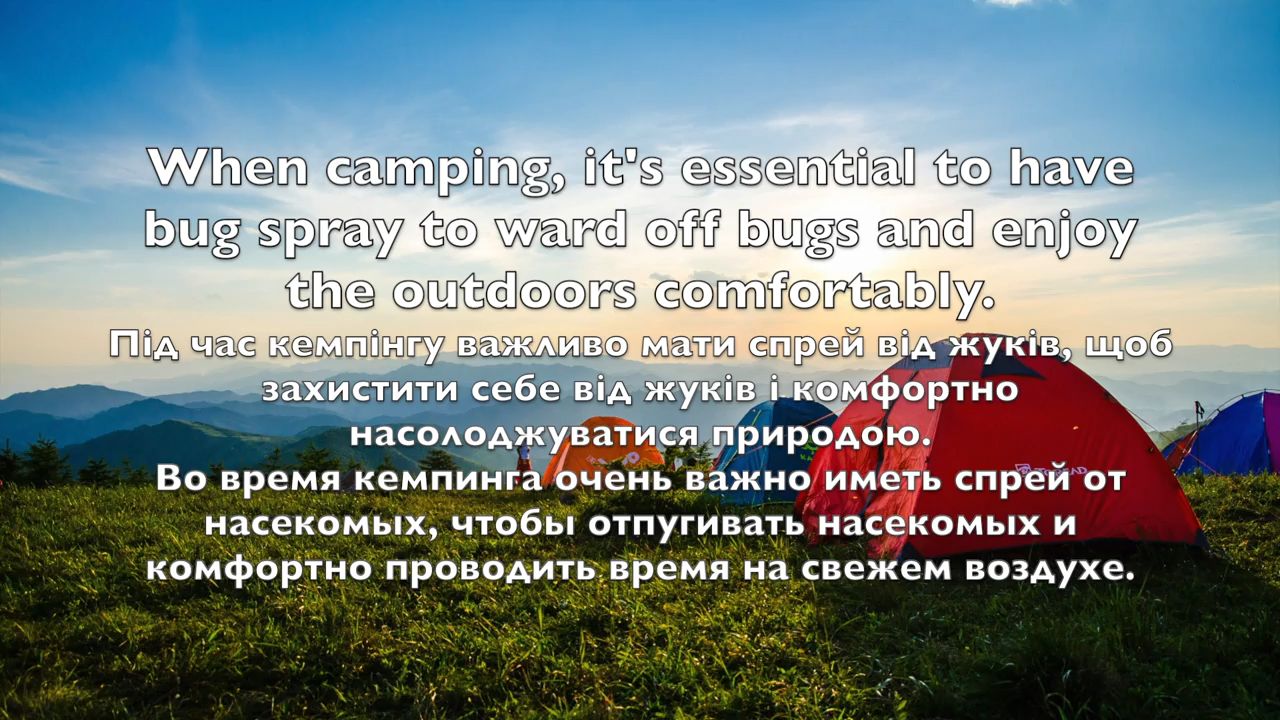 When camping, it's essential to have
bug spray to ward off bugs and enjoy
the outdoors comfortably.
Під час кемпінгу важливо мати спрей від жуків, щоб
захистити себе від жуків і комфортно
насолоджуватися природою.
Во время кемпинга очень важно иметь спрей от
насекомых, чтобы отпугивать насекомых и
комфортно проводить время на свежем воздухе.